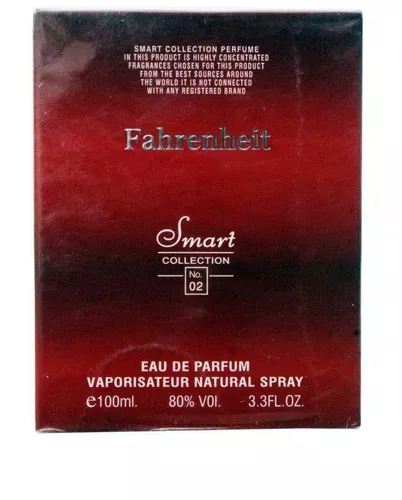 SMART COLLECTION PERFUME
IN THIS PRODUCT IS HIGHLY CONCENTRATED
FRAGRANCES CHOSEN FOR THIS PRODUCT
FROM THE BEST SOURCES AROUND
THE WORLD IT IS NOT CONNECTED
WITH ANY REGISTERED BRAND
Fahrenheit
Smart
COLLECTION
No.
02
EAU DE PARFUM
VAPORISATEUR NATURAL SPRAY
e100ml. 80% VOl. 3.3FL.OZ.